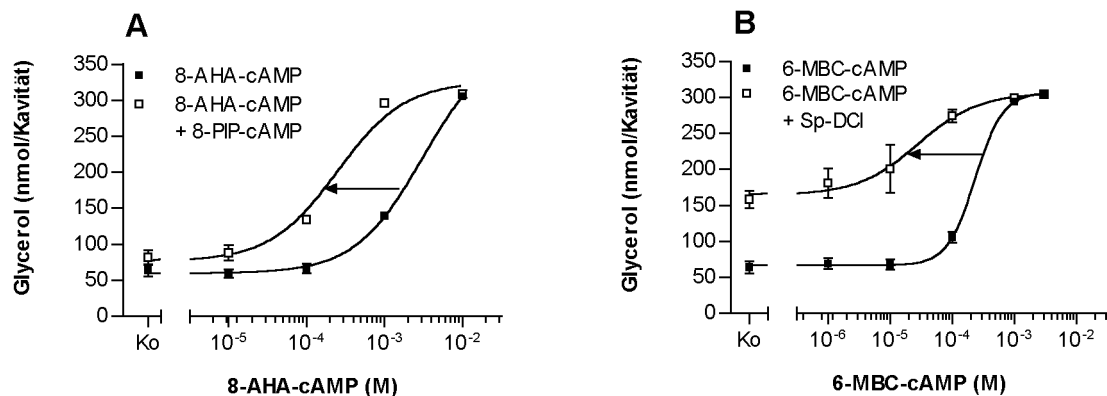 A
350
300
250
200
150
100
50
0
Glycerol (nmol/Kavität)
8-AHA-cAMP
8-AHA-cAMP
+ 8-PIP-cAMP
Ko
10⁻⁵
10⁻⁴
10⁻³
10⁻²
8-AHA-cAMP (M)
B
350
300
250
200
150
100
50
0
Glycerol (nmol/Kavität)
6-MBC-cAMP
6-MBC-cAMP
+ Sp-DCl
Ko
10⁻⁶
10⁻⁵
10⁻⁴
10⁻³
10⁻²
6-MBC-cAMP (M)